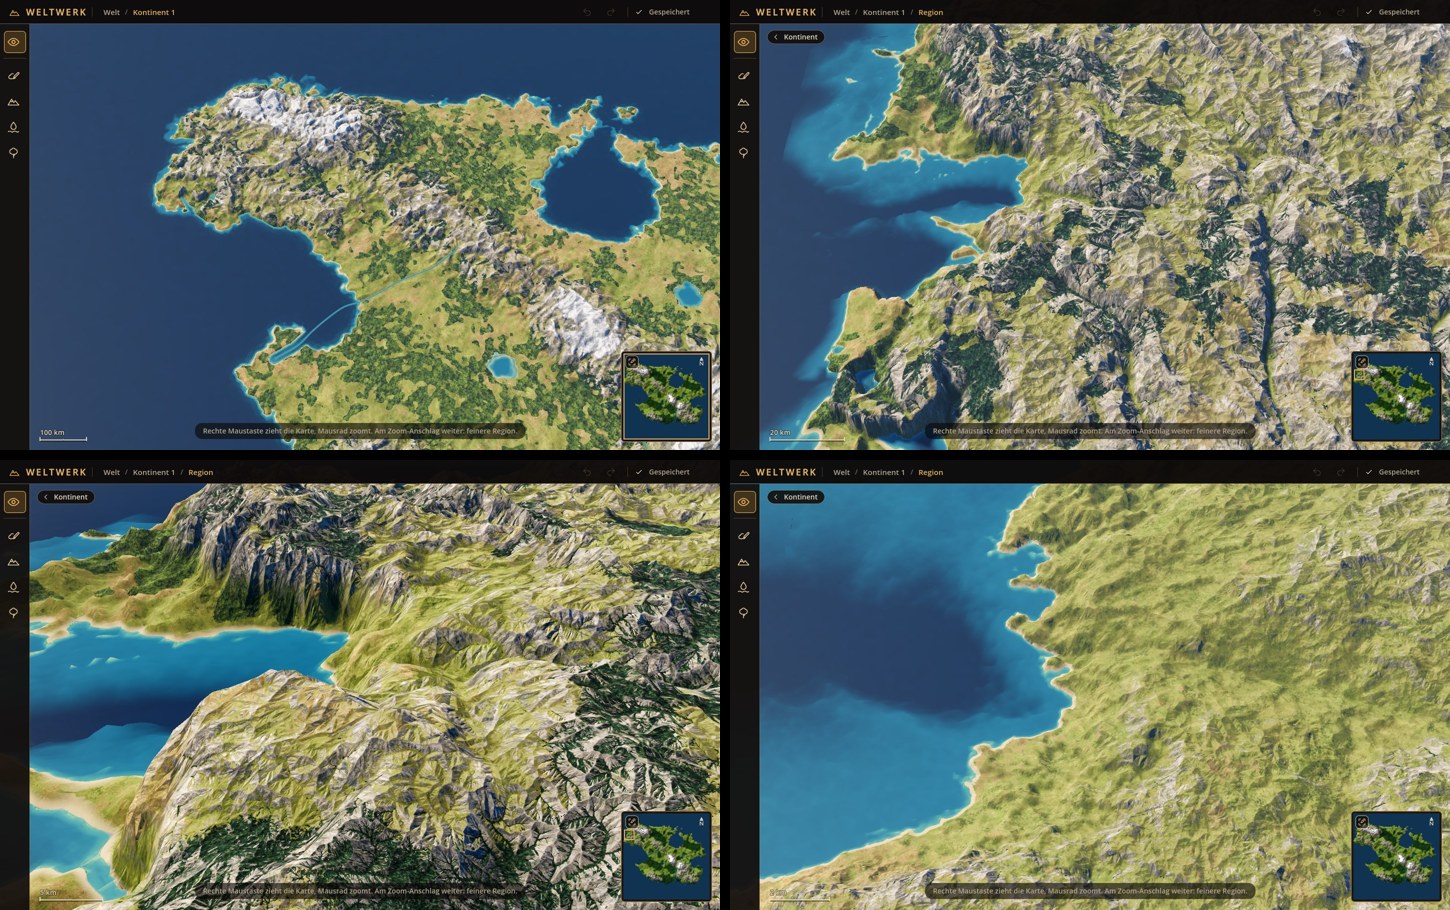 WELTWERK Welt / Kontinent 1 Gespeichert
100 km
Rechte Maustaste zieht die Karte, Mausrad zoomt. Am Zoom-Anschlag weiter: feinere Region.
N
WELTWERK Welt / Kontinent 1 / Region Gespeichert
Kontinent
20 km
Rechte Maustaste zieht die Karte, Mausrad zoomt. Am Zoom-Anschlag weiter: feinere Region.
N
WELTWERK Welt / Kontinent 1 / Region Gespeichert
Kontinent
5 km
Rechte Maustaste zieht die Karte, Mausrad zoomt. Am Zoom-Anschlag weiter: feinere Region.
N
WELTWERK Welt / Kontinent 1 / Region Gespeichert
Kontinent
Rechte Maustaste zieht die Karte, Mausrad zoomt. Am Zoom-Anschlag weiter: feinere Region.
N